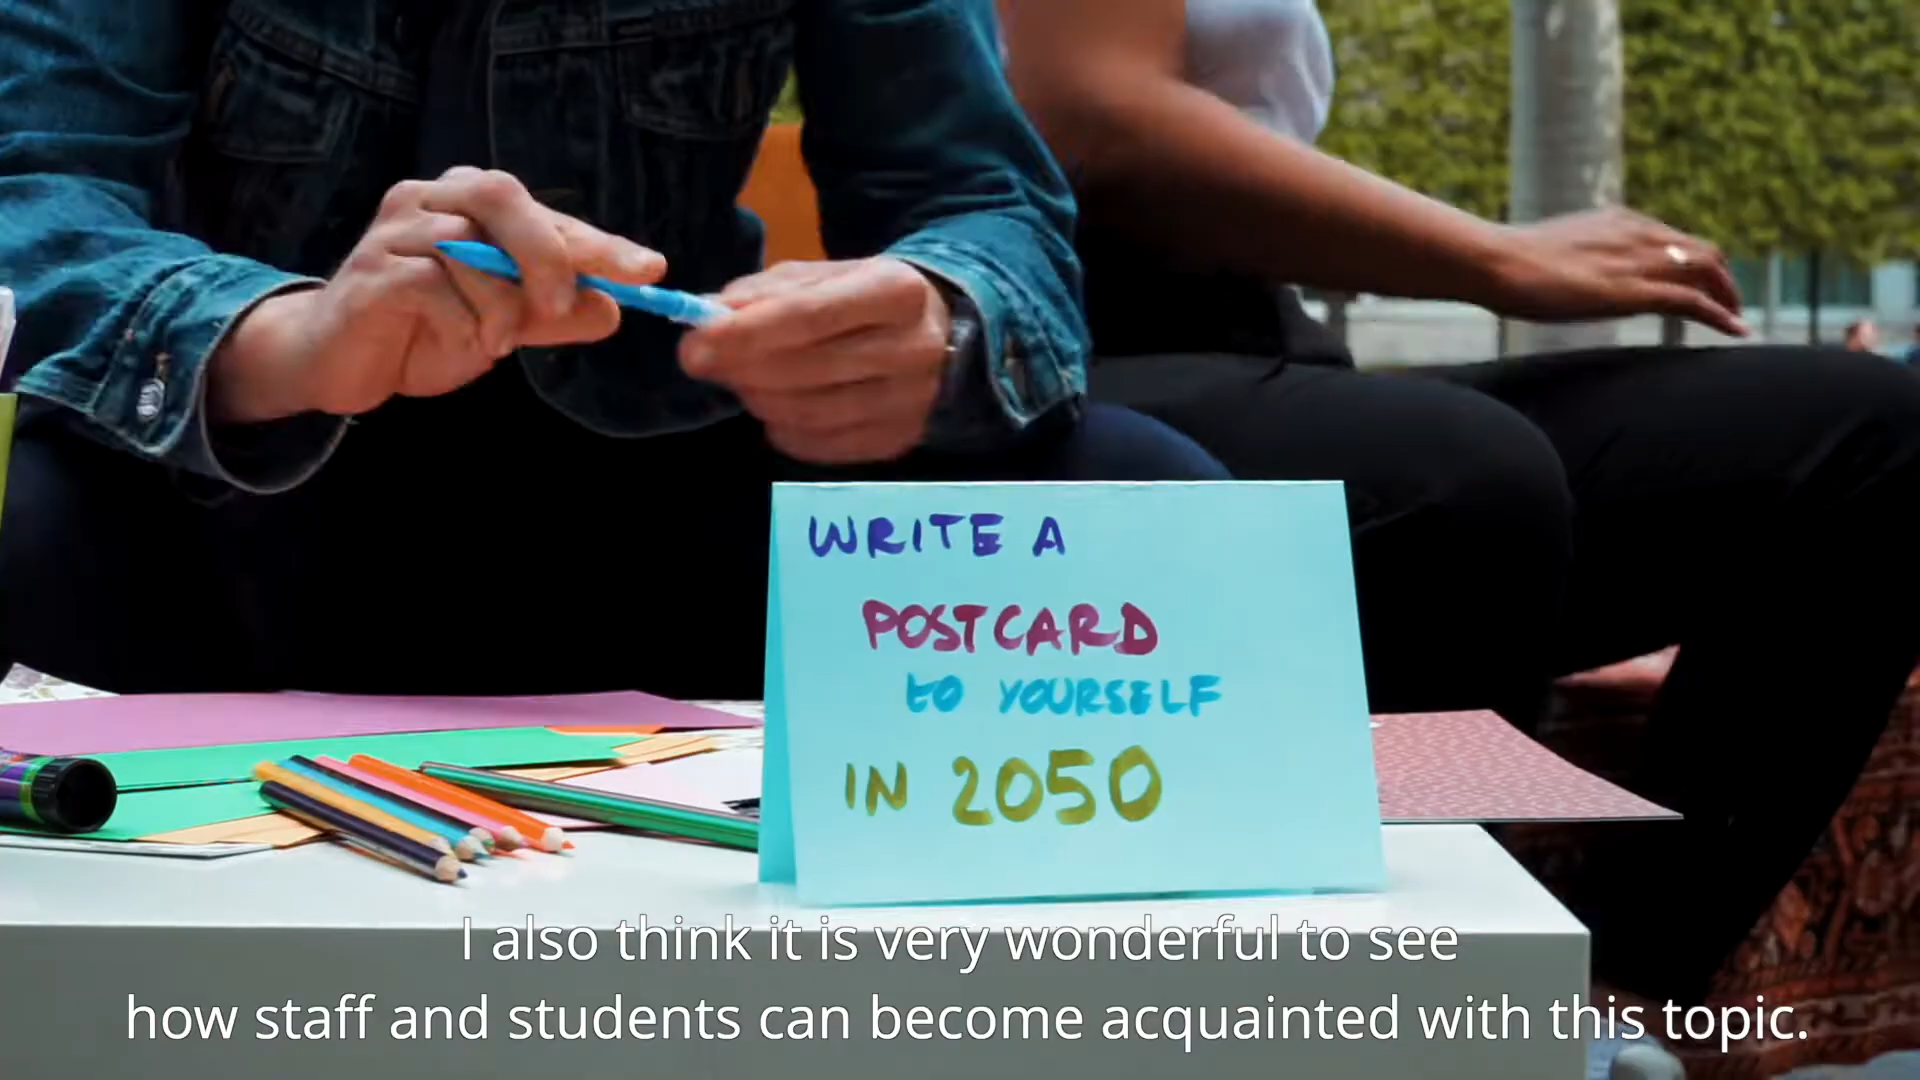 WRITE A
POSTCARD
to YOURSELF
IN 2050
I also think it is very wonderful to see
how staff and students can become acquainted with this topic.